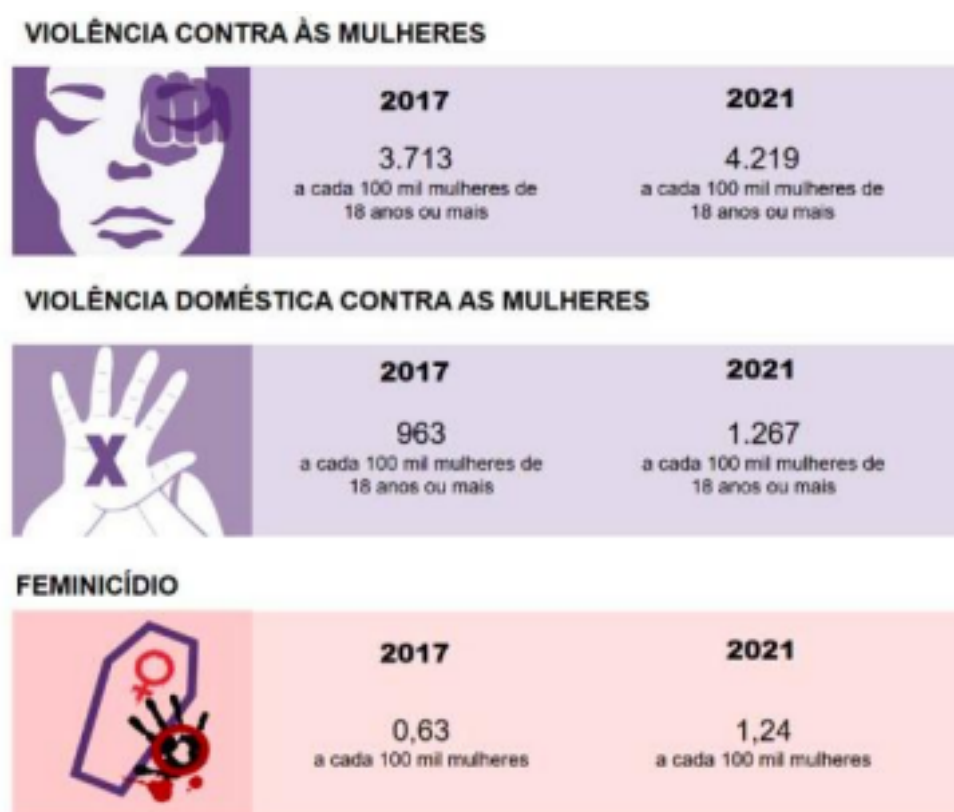 VIOLÊNCIA CONTRA ÀS MULHERES
2017 2021
3.713 4.219
a cada 100 mil mulheres de a cada 100 mil mulheres de
18 anos ou mais 18 anos ou mais
VIOLÊNCIA DOMÉSTICA CONTRA AS MULHERES
2017 2021
X
963 1.267
a cada 100 mil mulheres de a cada 100 mil mulheres de
18 anos ou mais 18 anos ou mais
FEMINICÍDIO
2017 2021
0,63 1,24
a cada 100 mil mulheres a cada 100 mil mulheres